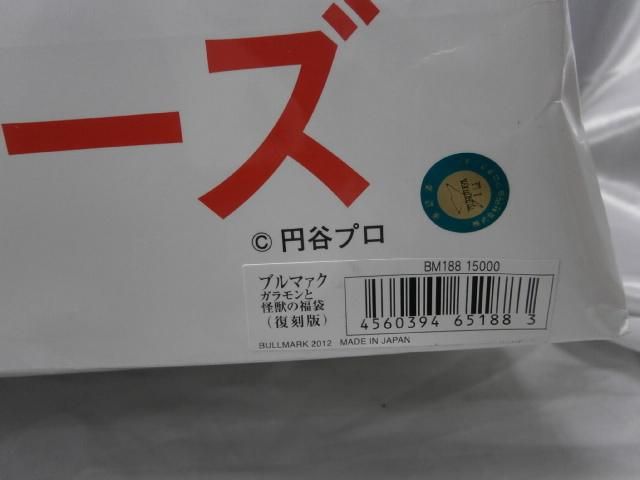 ーズ
© 円谷プロ
BM188 15000
ブルマァク
ガラモンと
怪獣の福袋
（復刻版）
4560394 65188 3
BULLMARK 2012 MADE IN JAPAN